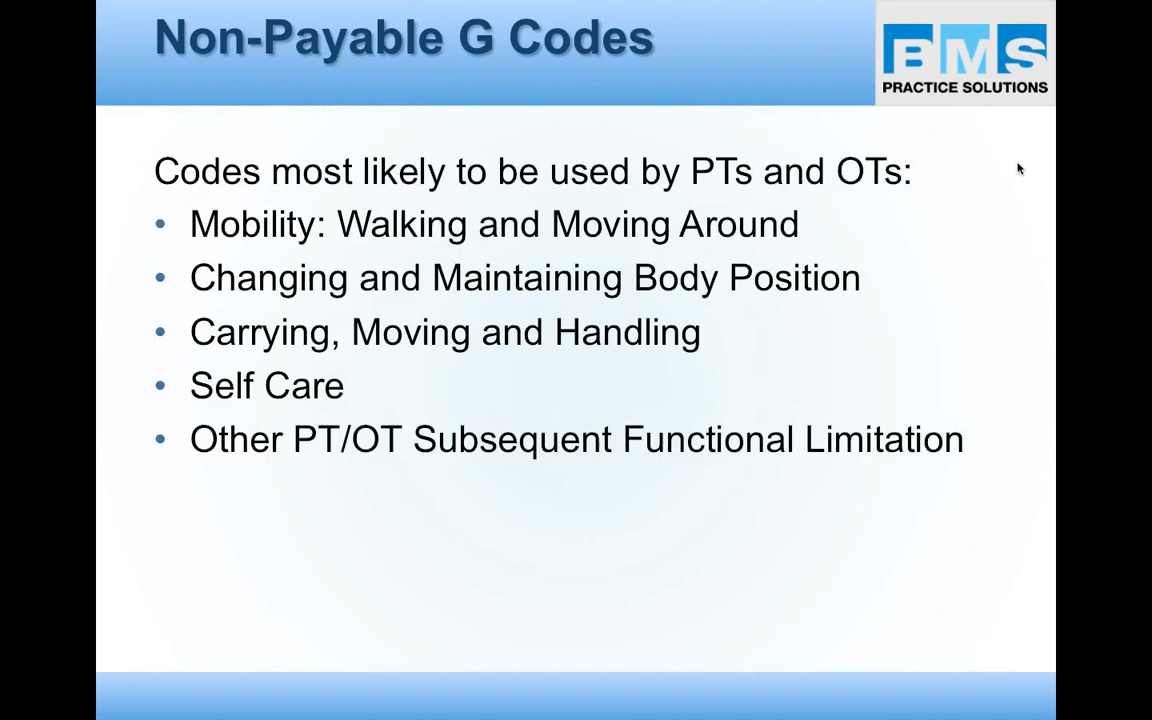 Non-Payable G Codes
BMS
PRACTICE SOLUTIONS
Codes most likely to be used by PTs and OTs:
• Mobility: Walking and Moving Around
• Changing and Maintaining Body Position
• Carrying, Moving and Handling
• Self Care
• Other PT/OT Subsequent Functional Limitation